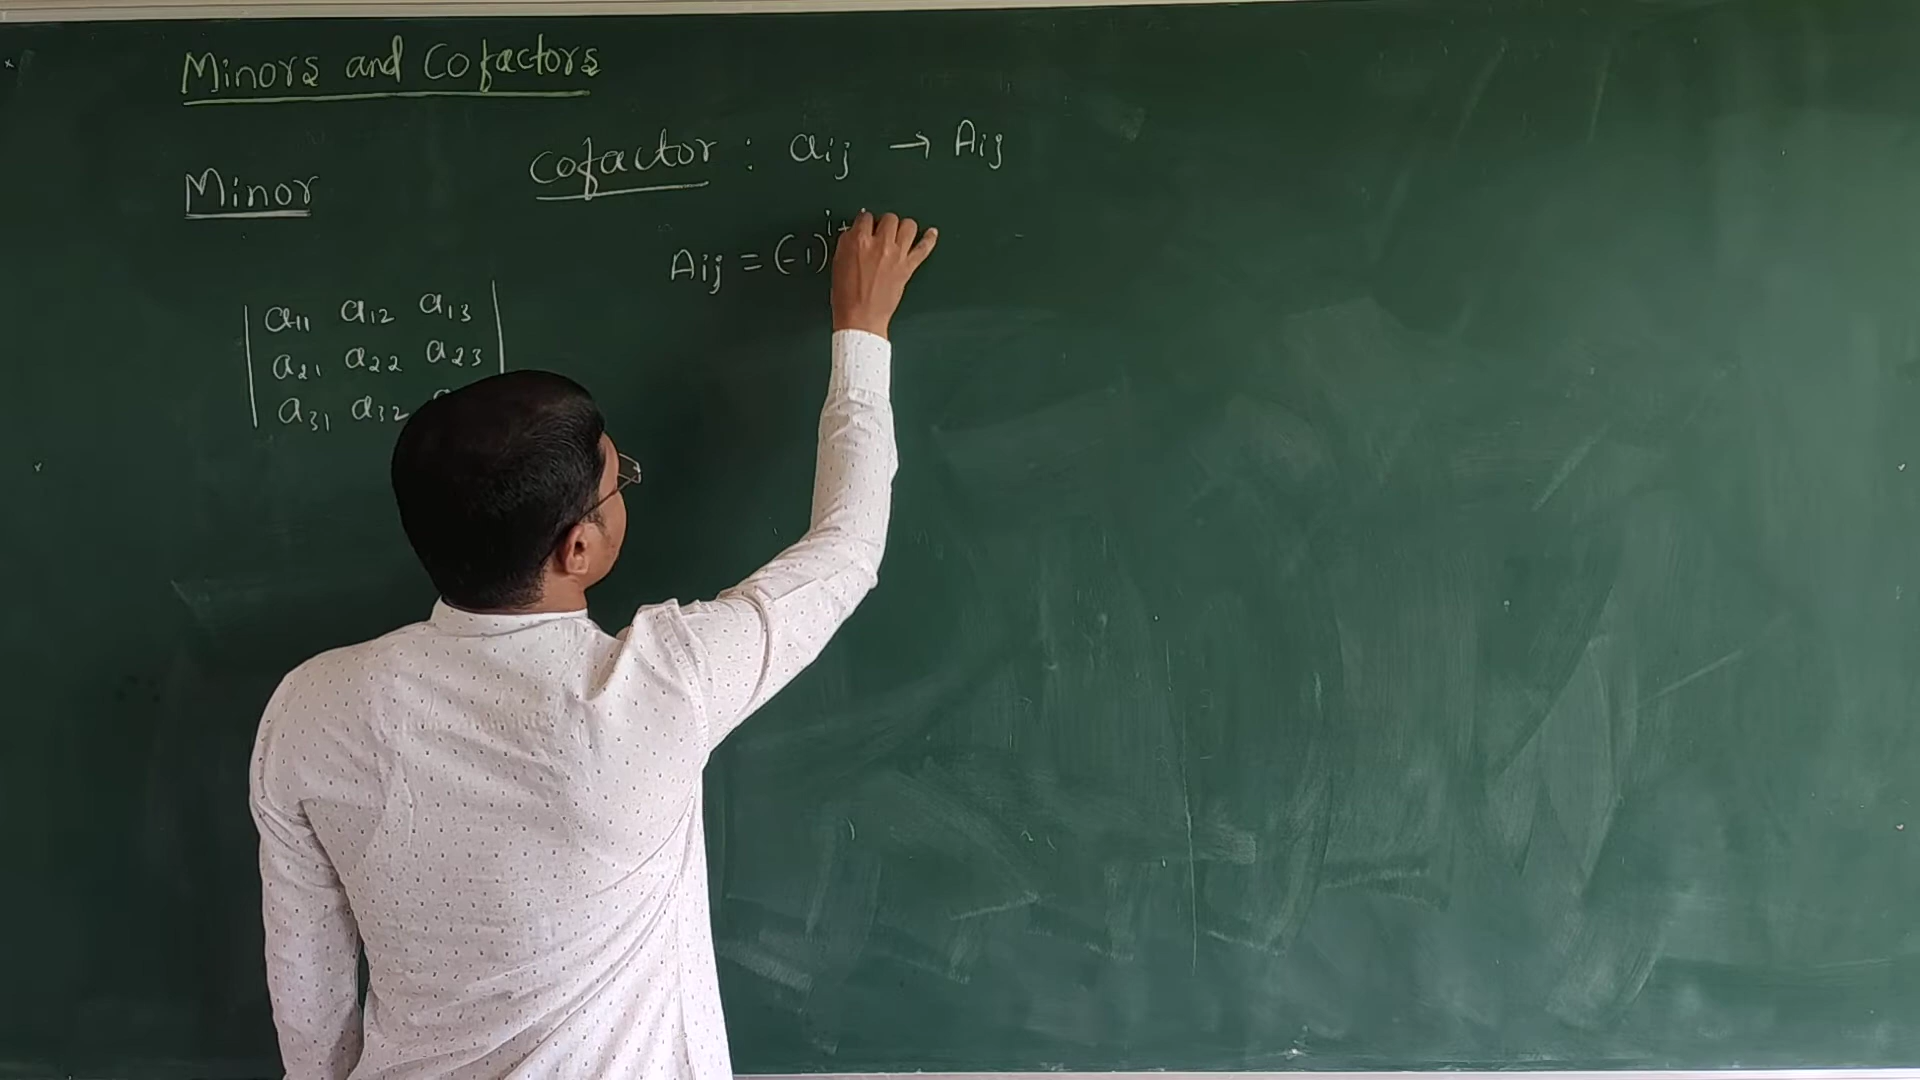 Minors and Cofactors
Minor
Cofactor : aij → Aij
Aij = (-1)^i+
a11 a12 a13
a21 a22 a23
a31 a32